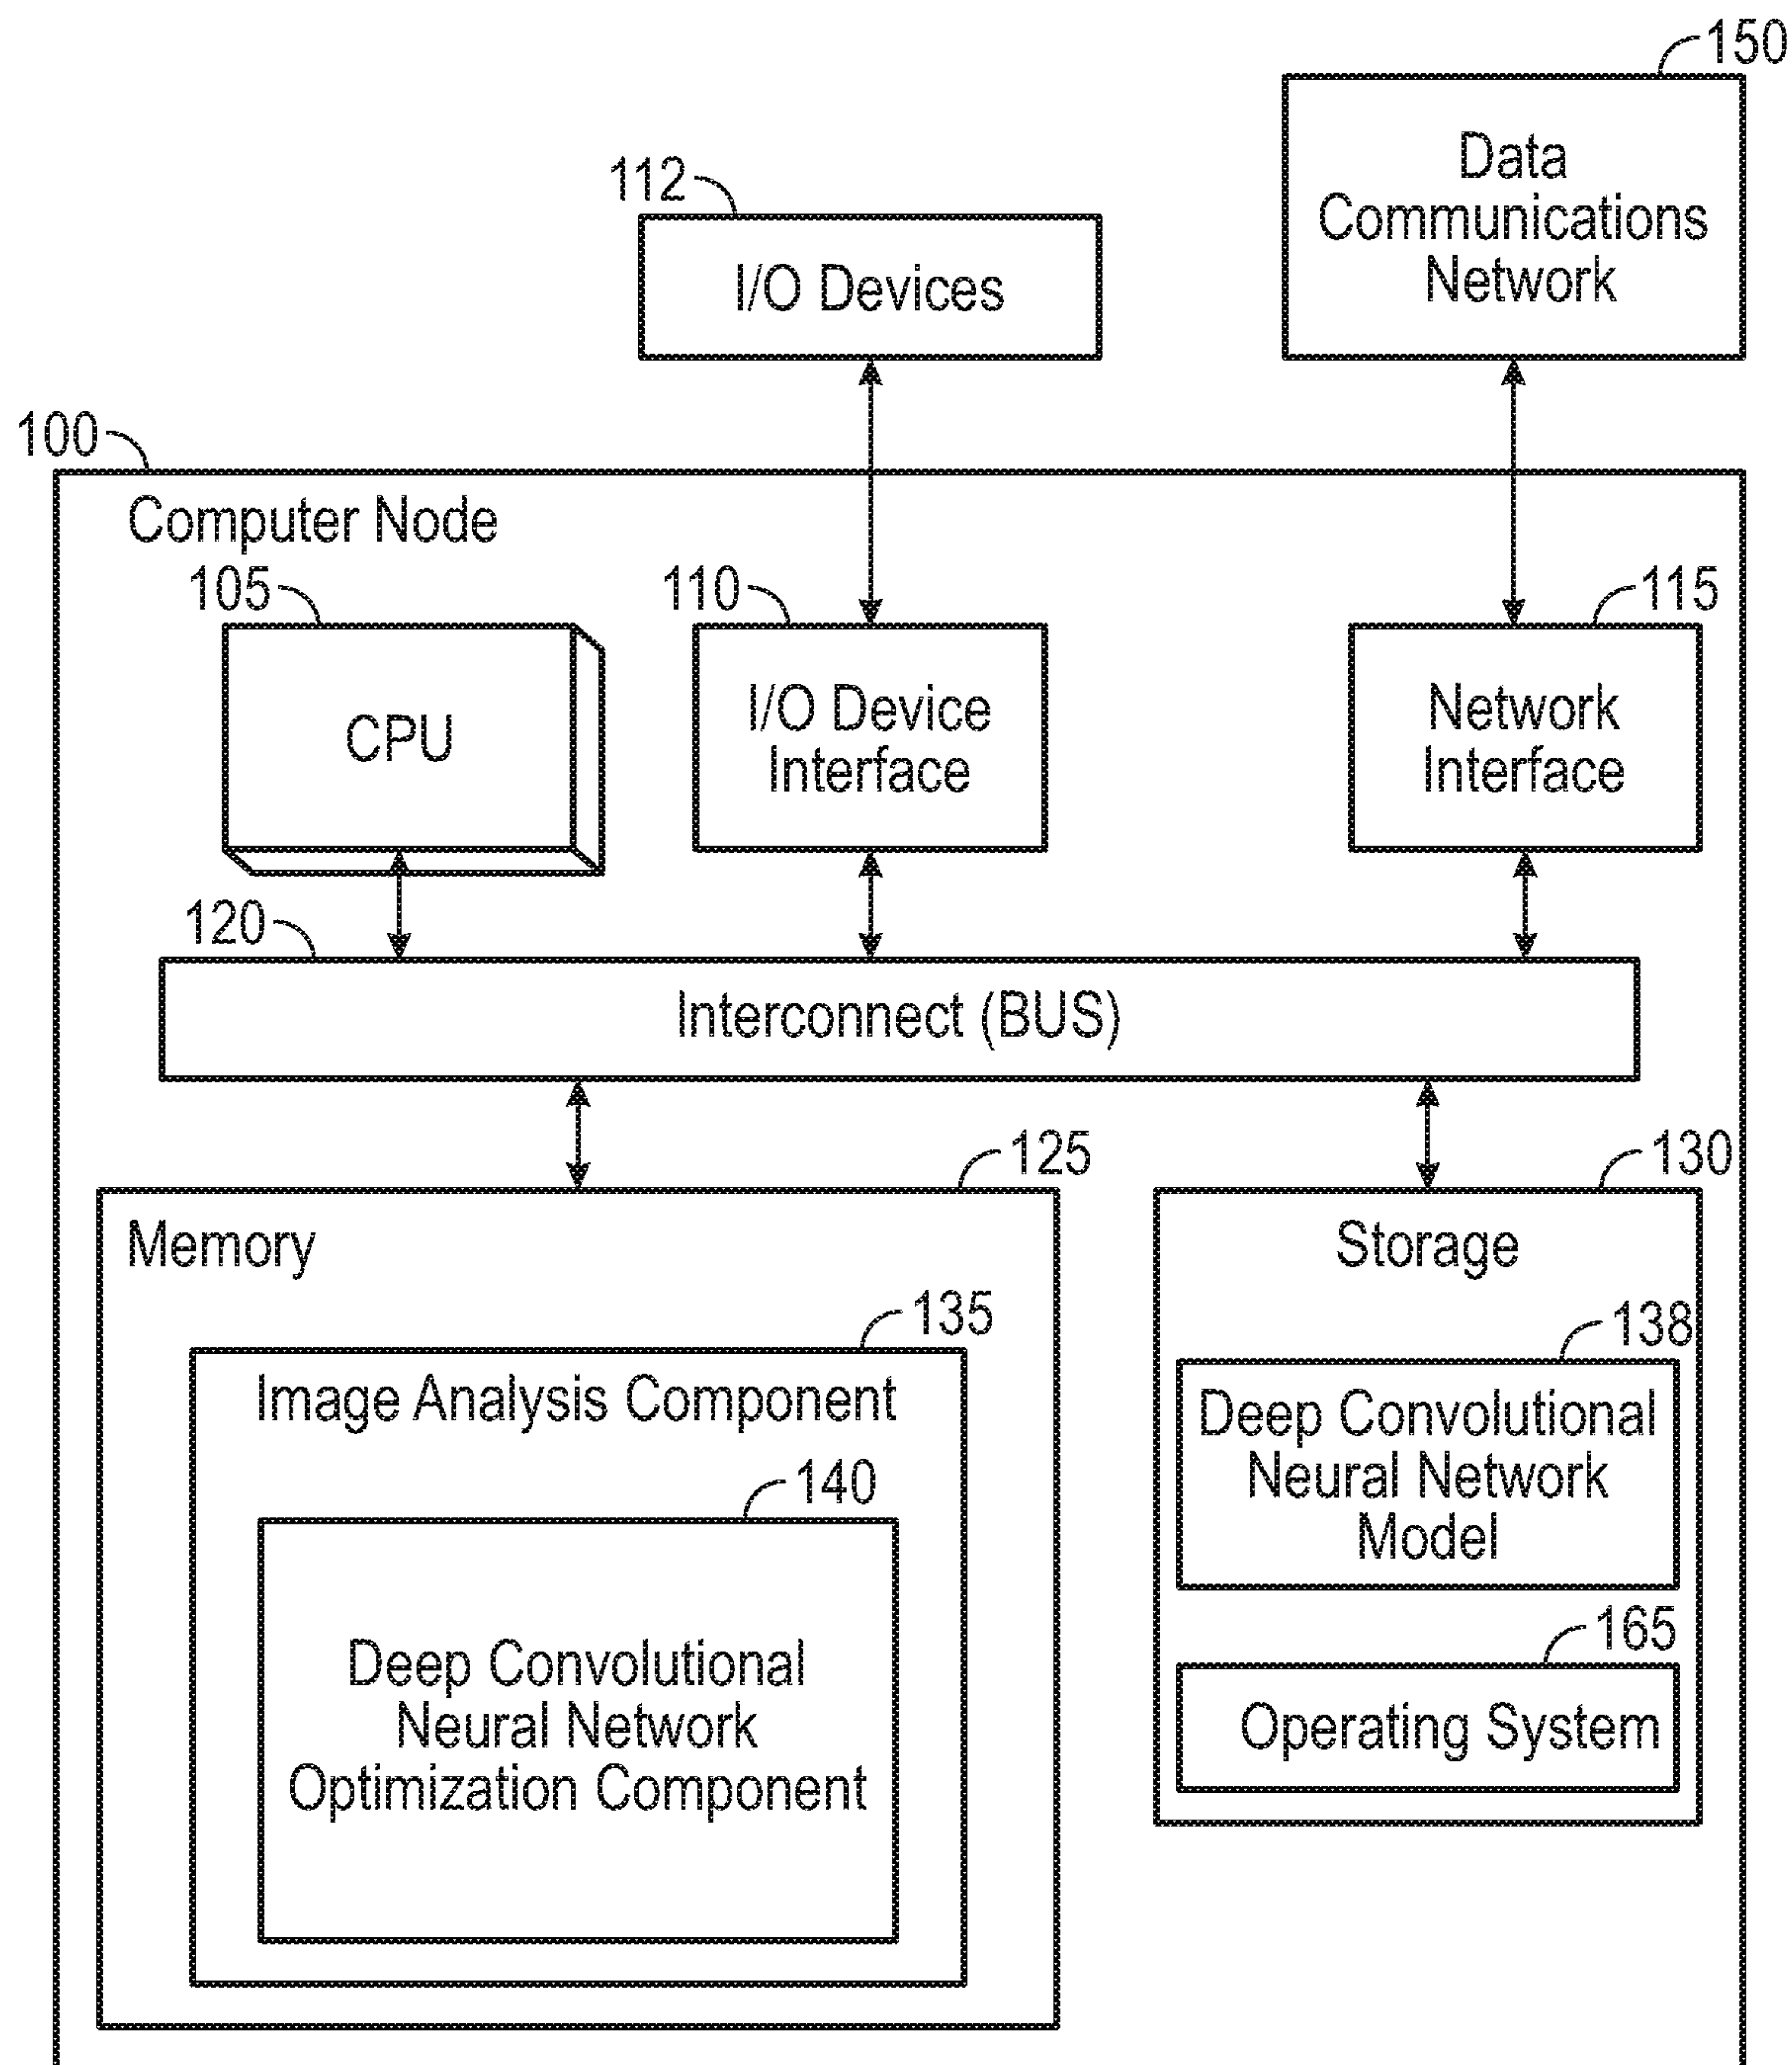 150
Data
Communications
Network
112
I/O Devices
100
Computer Node
105
CPU
110
I/O Device
Interface
115
Network
Interface
120
Interconnect (BUS)
125
Memory
135
Image Analysis Component
140
Deep Convolutional
Neural Network
Optimization Component
130
Storage
138
Deep Convolutional
Neural Network
Model
165
Operating System